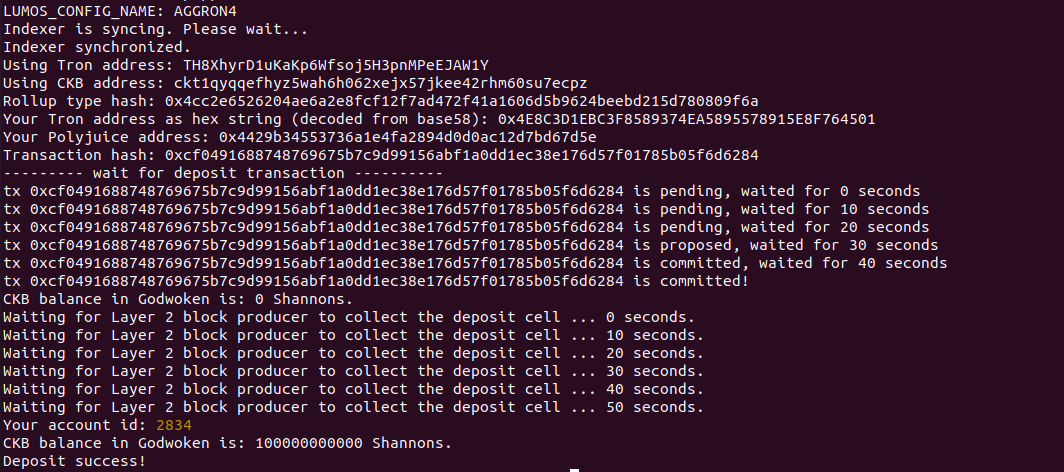 LUMOS_CONFIG_NAME: AGGRON4
Indexer is syncing. Please wait...
Indexer synchronized.
Using Tron address: TH8XhyrD1uKaKp6Wfsoj5H3pnMPeEJAW1Y
Using CKB address: ckt1qyqqefhyz5wah6h062xejx57jkee42rhm60su7ecpz
Rollup type hash: 0x4cc2e6526204ae6a2e8fcf12f7ad472f41a1606d5b9624beebd215d780809f6a
Your Tron address as hex string (decoded from base58): 0x4E8C3D1EBC3F8589374EA5895578915E8F764501
Your Polyjuice address: 0x4429b34553736a1e4fa2894d0d0ac12d7bd67d5e
Transaction hash: 0xcf0491688748769675b7c9d99156abf1a0dd1ec38e176d57f01785b05f6d6284
--------- wait for deposit transaction ----------
tx 0xcf0491688748769675b7c9d99156abf1a0dd1ec38e176d57f01785b05f6d6284 is pending, waited for 0 seconds
tx 0xcf0491688748769675b7c9d99156abf1a0dd1ec38e176d57f01785b05f6d6284 is pending, waited for 10 seconds
tx 0xcf0491688748769675b7c9d99156abf1a0dd1ec38e176d57f01785b05f6d6284 is pending, waited for 20 seconds
tx 0xcf0491688748769675b7c9d99156abf1a0dd1ec38e176d57f01785b05f6d6284 is proposed, waited for 30 seconds
tx 0xcf0491688748769675b7c9d99156abf1a0dd1ec38e176d57f01785b05f6d6284 is committed, waited for 40 seconds
tx 0xcf0491688748769675b7c9d99156abf1a0dd1ec38e176d57f01785b05f6d6284 is committed!
CKB balance in Godwoken is: 0 Shannons.
Waiting for Layer 2 block producer to collect the deposit cell ... 0 seconds.
Waiting for Layer 2 block producer to collect the deposit cell ... 10 seconds.
Waiting for Layer 2 block producer to collect the deposit cell ... 20 seconds.
Waiting for Layer 2 block producer to collect the deposit cell ... 30 seconds.
Waiting for Layer 2 block producer to collect the deposit cell ... 40 seconds.
Waiting for Layer 2 block producer to collect the deposit cell ... 50 seconds.
Your account id: 2834
CKB balance in Godwoken is: 100000000000 Shannons.
Deposit success!